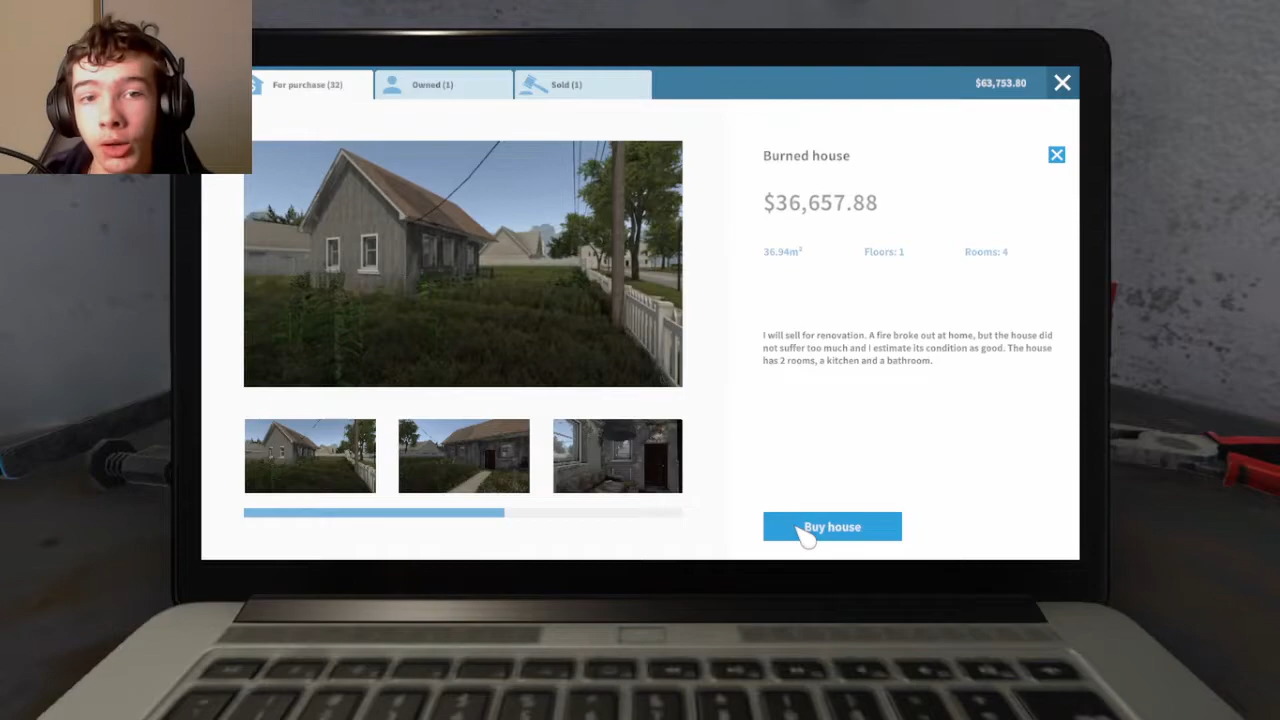 For purchase (32)
Owned (1)
Sold (1)
$63,753.80
Burned house
$36,657.88
36.94m²
Floors: 1
Rooms: 4
I will sell for renovation. A fire broke out at home, but the house did
not suffer too much and I estimate its condition as good. The house
has 2 rooms, a kitchen and a bathroom.
Buy house